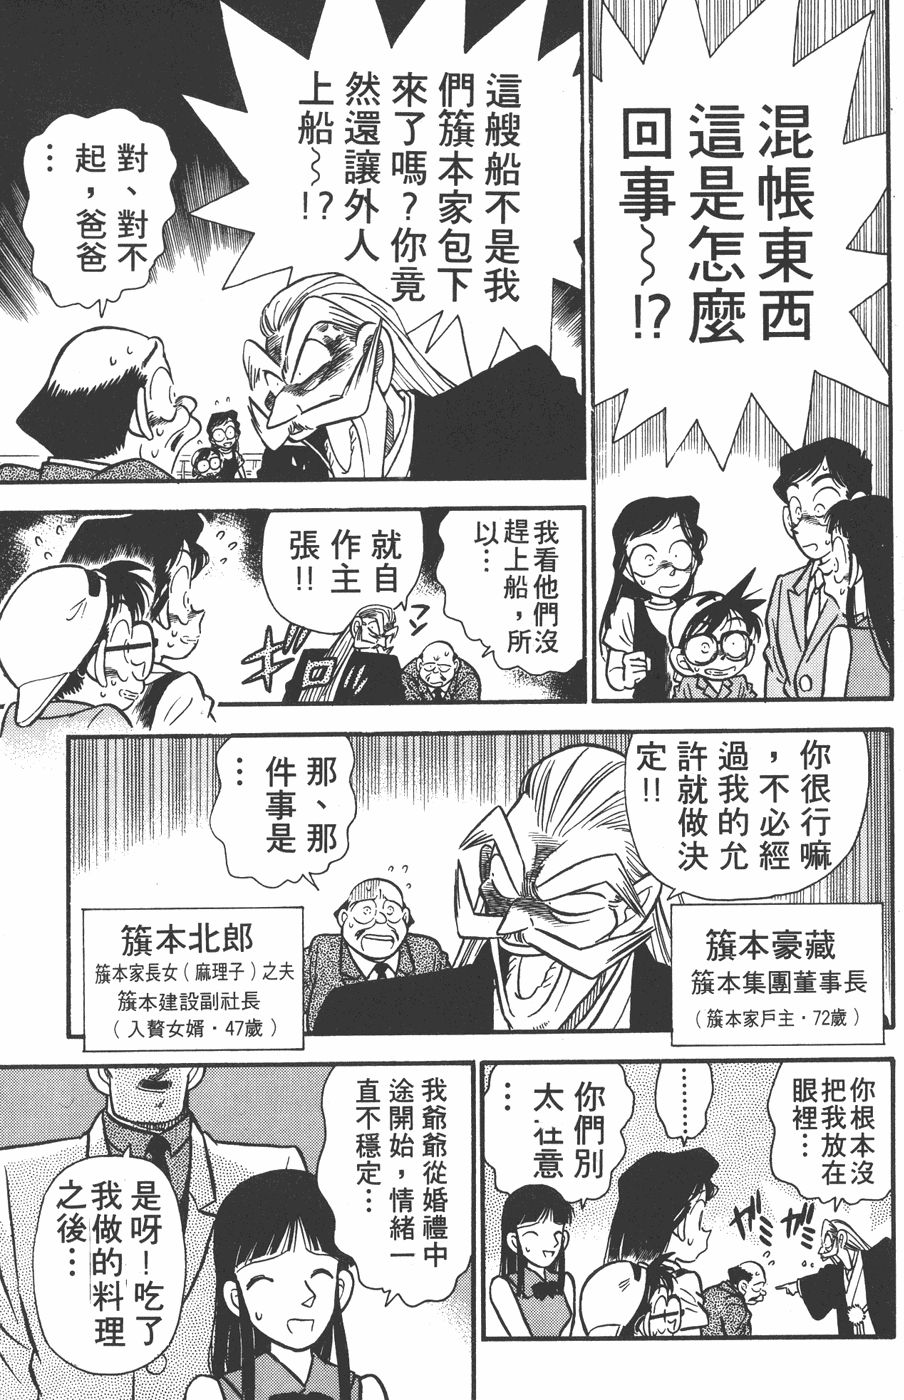 混帳東西
這是怎麼
回事～!?
這艘船不是我
們簱本家包下
來了嗎？你竟
然還讓外人
上船～!?
對、對不
起，爸爸
…
我看他們沒
趕上船，所
以…
就自
作主
張!!
你很行嘛
，不必經
過我的允
許就做決
定!!
那、那
件事是
…
簱本豪藏
簱本集團董事長
（簱本家戶主・72歲）
簱本北郎
簱本家長女（麻理子）之夫
簱本建設副社長
（入贅女婿・47歲）
你根本沒
把我放在
眼裡…
……
ガミ
ガミ
你們別
太在意
…
我爺爺從婚禮中
途開始，情緒一
直不穩定…
是呀！吃了
我做的料理
之後…